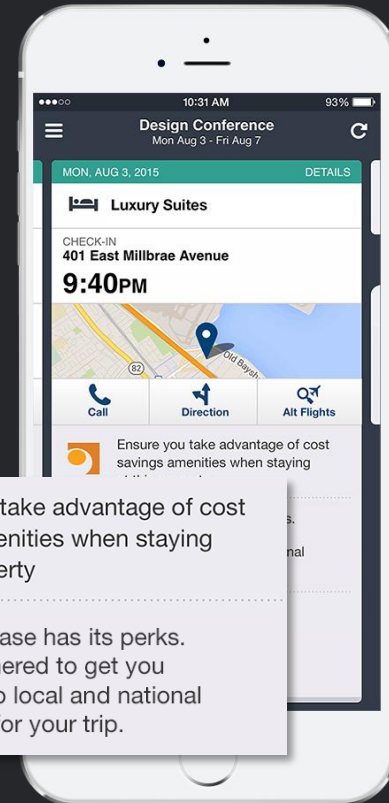 10:31 AM
93%
Design Conference
Mon Aug 3 - Fri Aug 7
MON, AUG 3, 2015
DETAILS
Luxury Suites
CHECK-IN
401 East Millbrae Avenue
9:40PM
82
Old Baysh
Call
Direction
Alt Flights
Ensure you take advantage of cost
savings amenities when staying
take advantage of cost
enities when staying
erty
ase has its perks.
nered to get you
o local and national
for your trip.
s.
nal